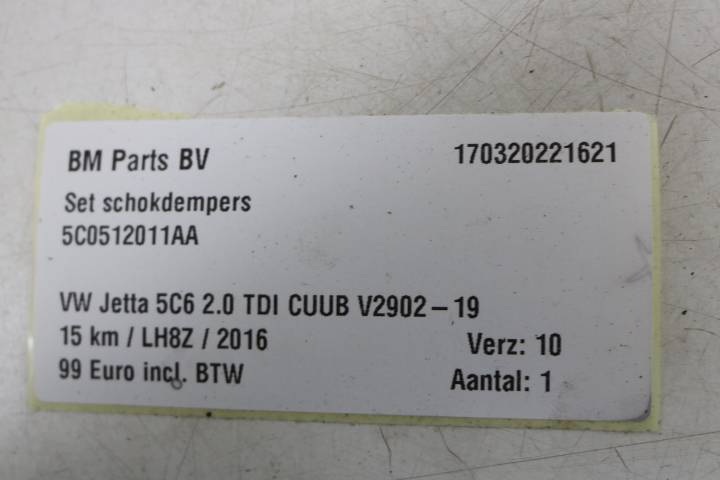 BM Parts BV 170320221621
Set schokdempers
5C0512011AA
VW Jetta 5C6 2.0 TDI CUUB V2902-19
15 km / LH8Z / 2016 Verz: 10
99 Euro incl. BTW Aantal: 1